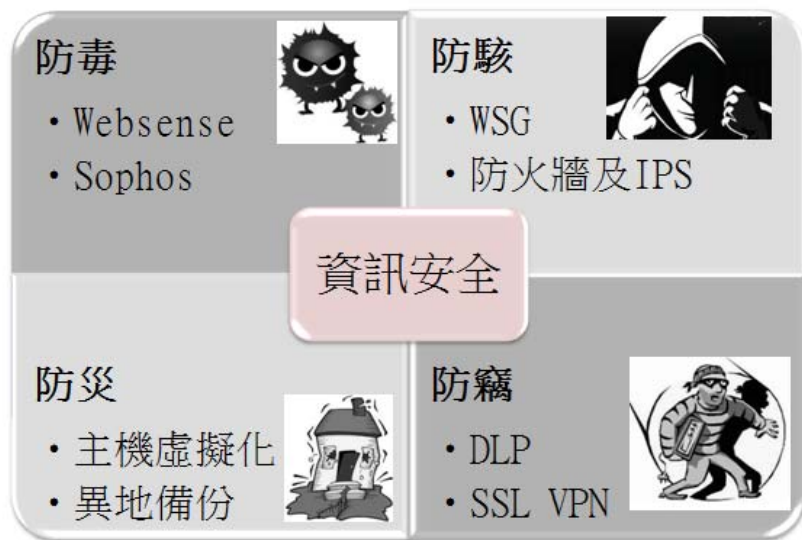 防毒
・Websense
・Sophos
防駭
・WSG
・防火牆及IPS
資訊安全
防災
・主機虛擬化
・異地備份
防竊
・DLP
・SSL VPN